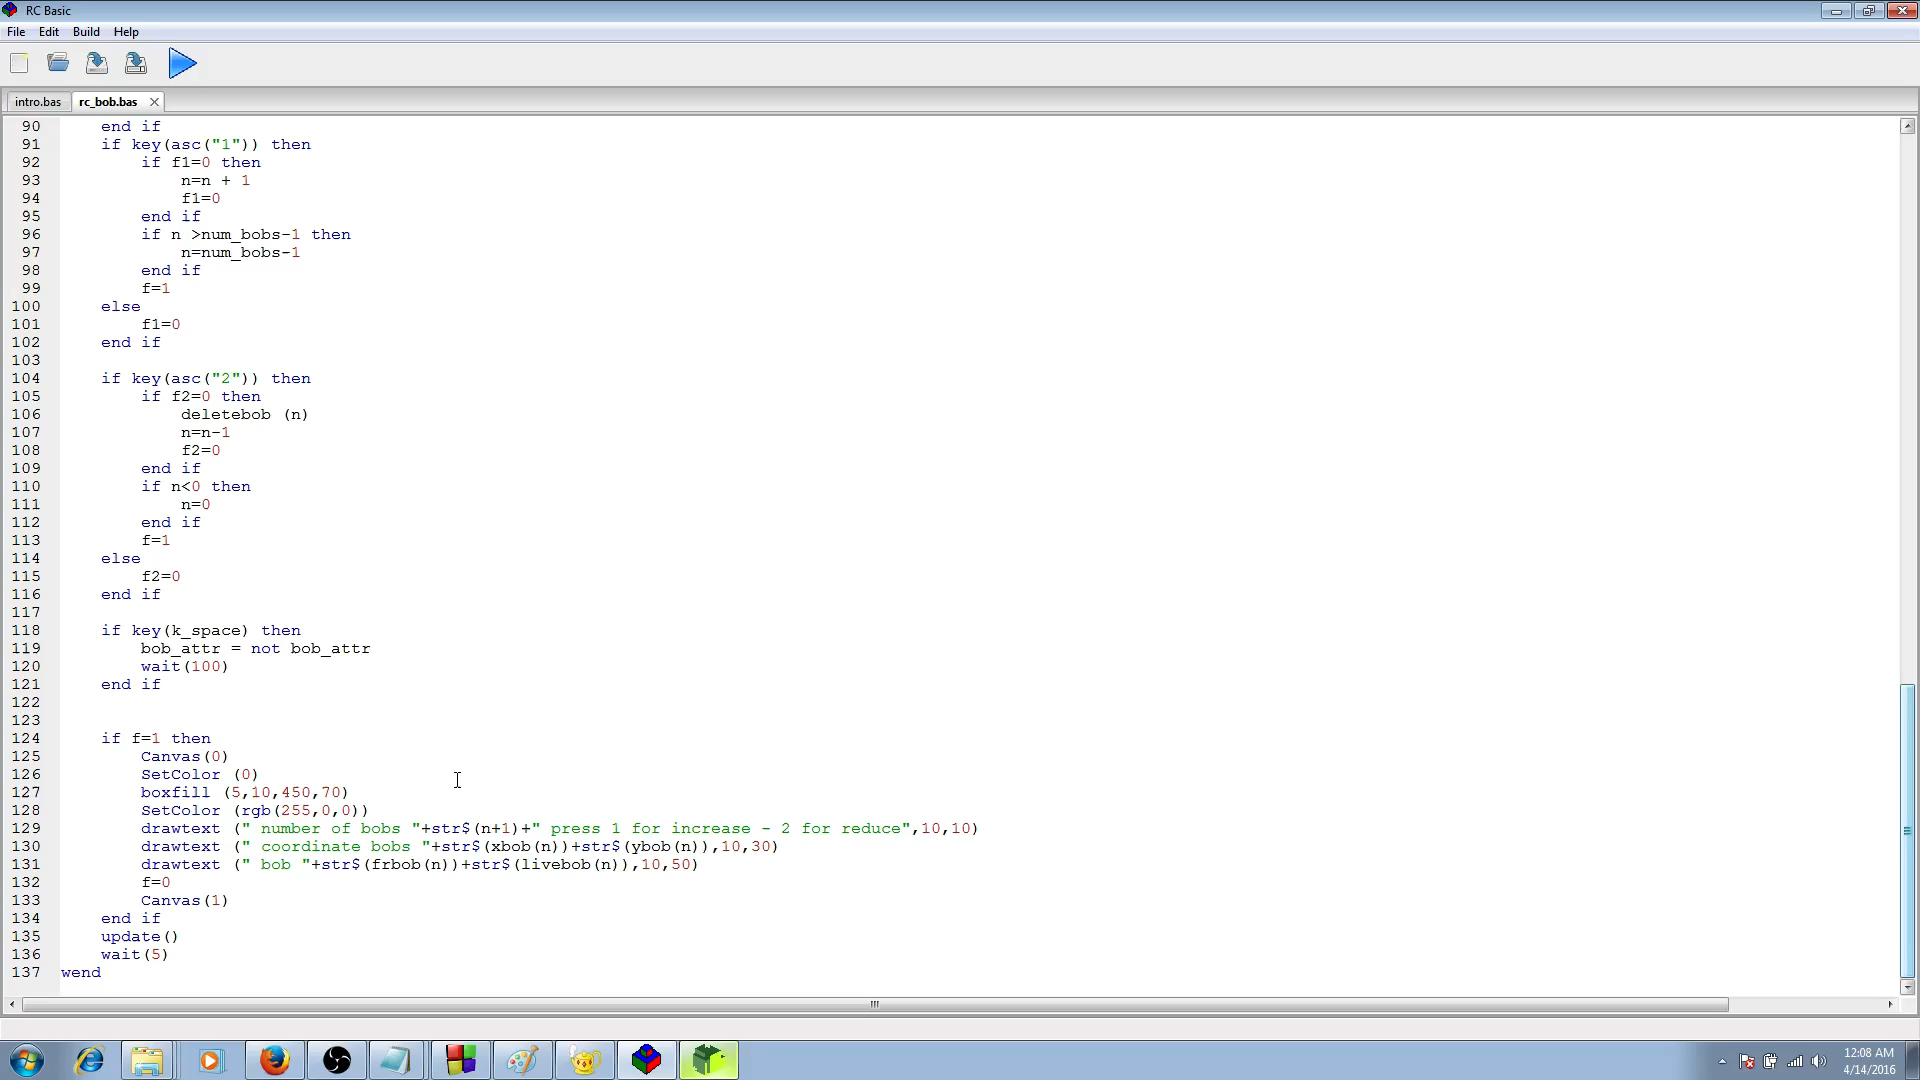 RC Basic
File Edit Build Help
intro.bas rc_bob.bas
90 end if
91 if key(asc("1")) then
92 if f1=0 then
93 n=n + 1
94 f1=0
95 end if
96 if n >num_bobs-1 then
97 n=num_bobs-1
98 end if
99 f=1
100 else
101 f1=0
102 end if
103
104 if key(asc("2")) then
105 if f2=0 then
106 deletebob (n)
107 n=n-1
108 f2=0
109 end if
110 if n<0 then
111 n=0
112 end if
113 f=1
114 else
115 f2=0
116 end if
117
118 if key(k_space) then
119 bob_attr = not bob_attr
120 wait(100)
121 end if
122
123
124 if f=1 then
125 Canvas(0)
126 SetColor (0)
127 boxfill (5,10,450,70)
128 SetColor (rgb(255,0,0))
129 drawtext (" number of bobs "+str$(n+1)+" press 1 for increase - 2 for reduce",10,10)
130 drawtext (" coordinate bobs "+str$(xbob(n))+str$(ybob(n)),10,30)
131 drawtext (" bob "+str$(frbob(n))+str$(livebob(n)),10,50)
132 f=0
133 Canvas(1)
134 end if
135 update()
136 wait(5)
137 wend
12:08 AM
4/14/2016